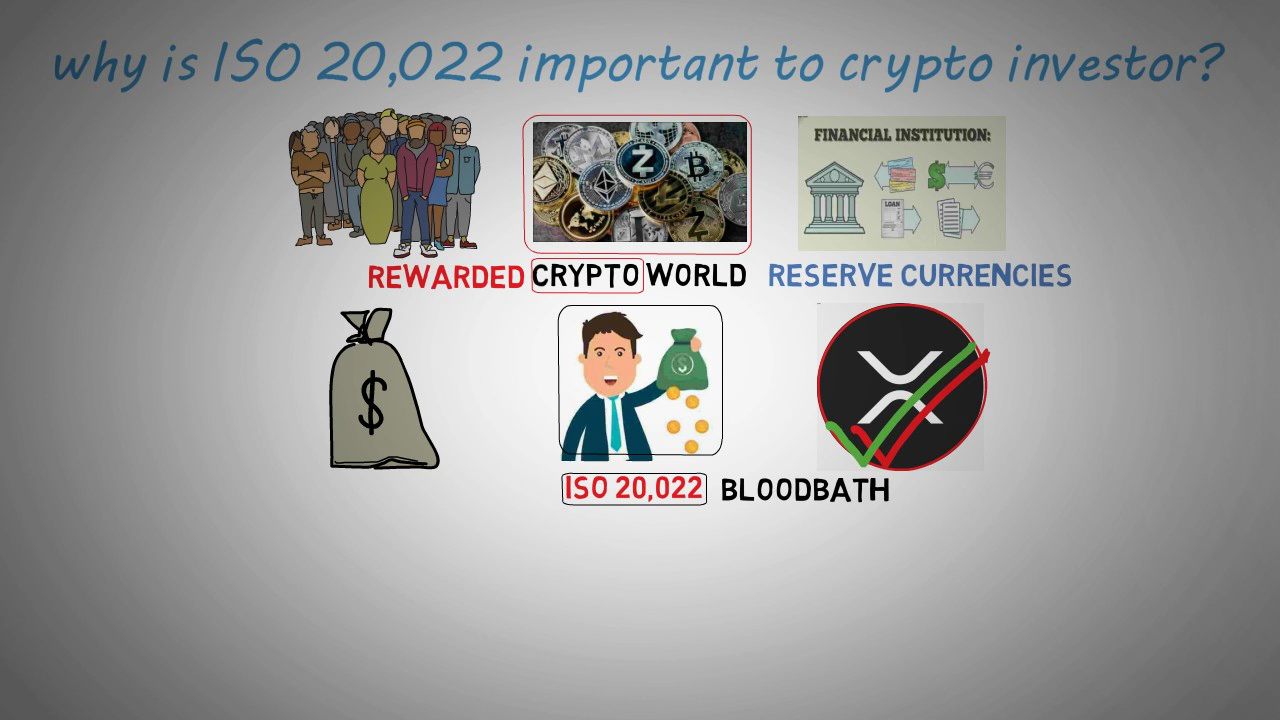 why is ISO 20,022 important to crypto investor?
FINANCIAL INSTITUTION:
$
€
LOAN
REWARDED CRYPTO WORLD
RESERVE CURRENCIES
$
$
ISO 20,022 BLOODBATH